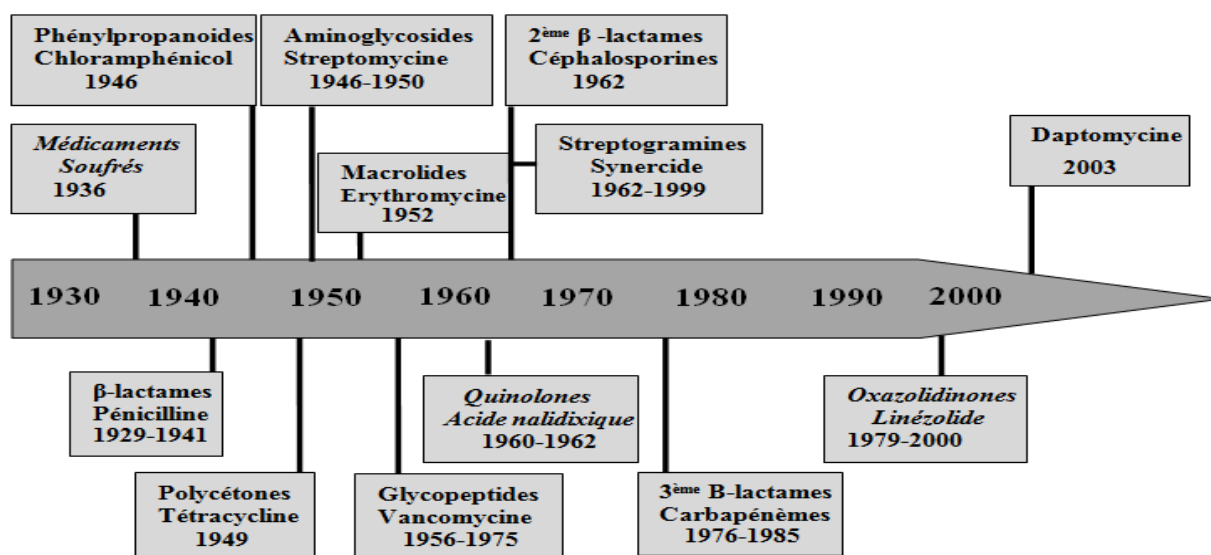 Phénylpropanoides
Chloramphénicol
1946
Aminoglycosides
Streptomycine
1946-1950
2ème β -lactames
Céphalosporines
1962
Médicaments
Soufrés
1936
Macrolides
Erythromycine
1952
Streptogramines
Synercide
1962-1999
Daptomycine
2003
1930 1940 1950 1960 1970 1980 1990 2000
β-lactames
Pénicilline
1929-1941
Quinolones
Acide nalidixique
1960-1962
Oxazolidinones
Linézolide
1979-2000
Polycétones
Tétracycline
1949
Glycopeptides
Vancomycine
1956-1975
3ème B-lactames
Carbapénèmes
1976-1985